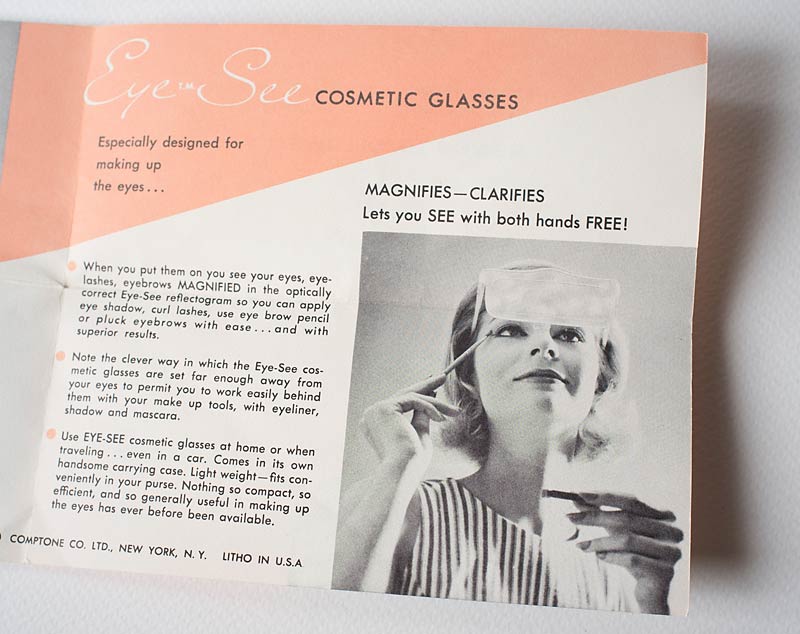 Eye™See COSMETIC GLASSES
Especially designed for
making up
the eyes...
MAGNIFIES—CLARIFIES
Lets you SEE with both hands FREE!
When you put them on you see your eyes, eye-
lashes, eyebrows MAGNIFIED in the optically
correct Eye-See reflectogram so you can apply
eye shadow, curl lashes, use eye brow pencil
or pluck eyebrows with ease...and with
superior results.
Note the clever way in which the Eye-See cos-
metic glasses are set far enough away from
your eyes to permit you to work easily behind
them with your make up tools, with eyeliner,
shadow and mascara.
Use EYE-SEE cosmetic glasses at home or when
traveling...even in a car. Comes in its own
handsome carrying case. Light weight—fits con-
veniently in your purse. Nothing so compact, so
efficient, and so generally useful in making up
the eyes has ever before been available.
COMPTONE CO. LTD., NEW YORK, N. Y. LITHO IN U.S.A